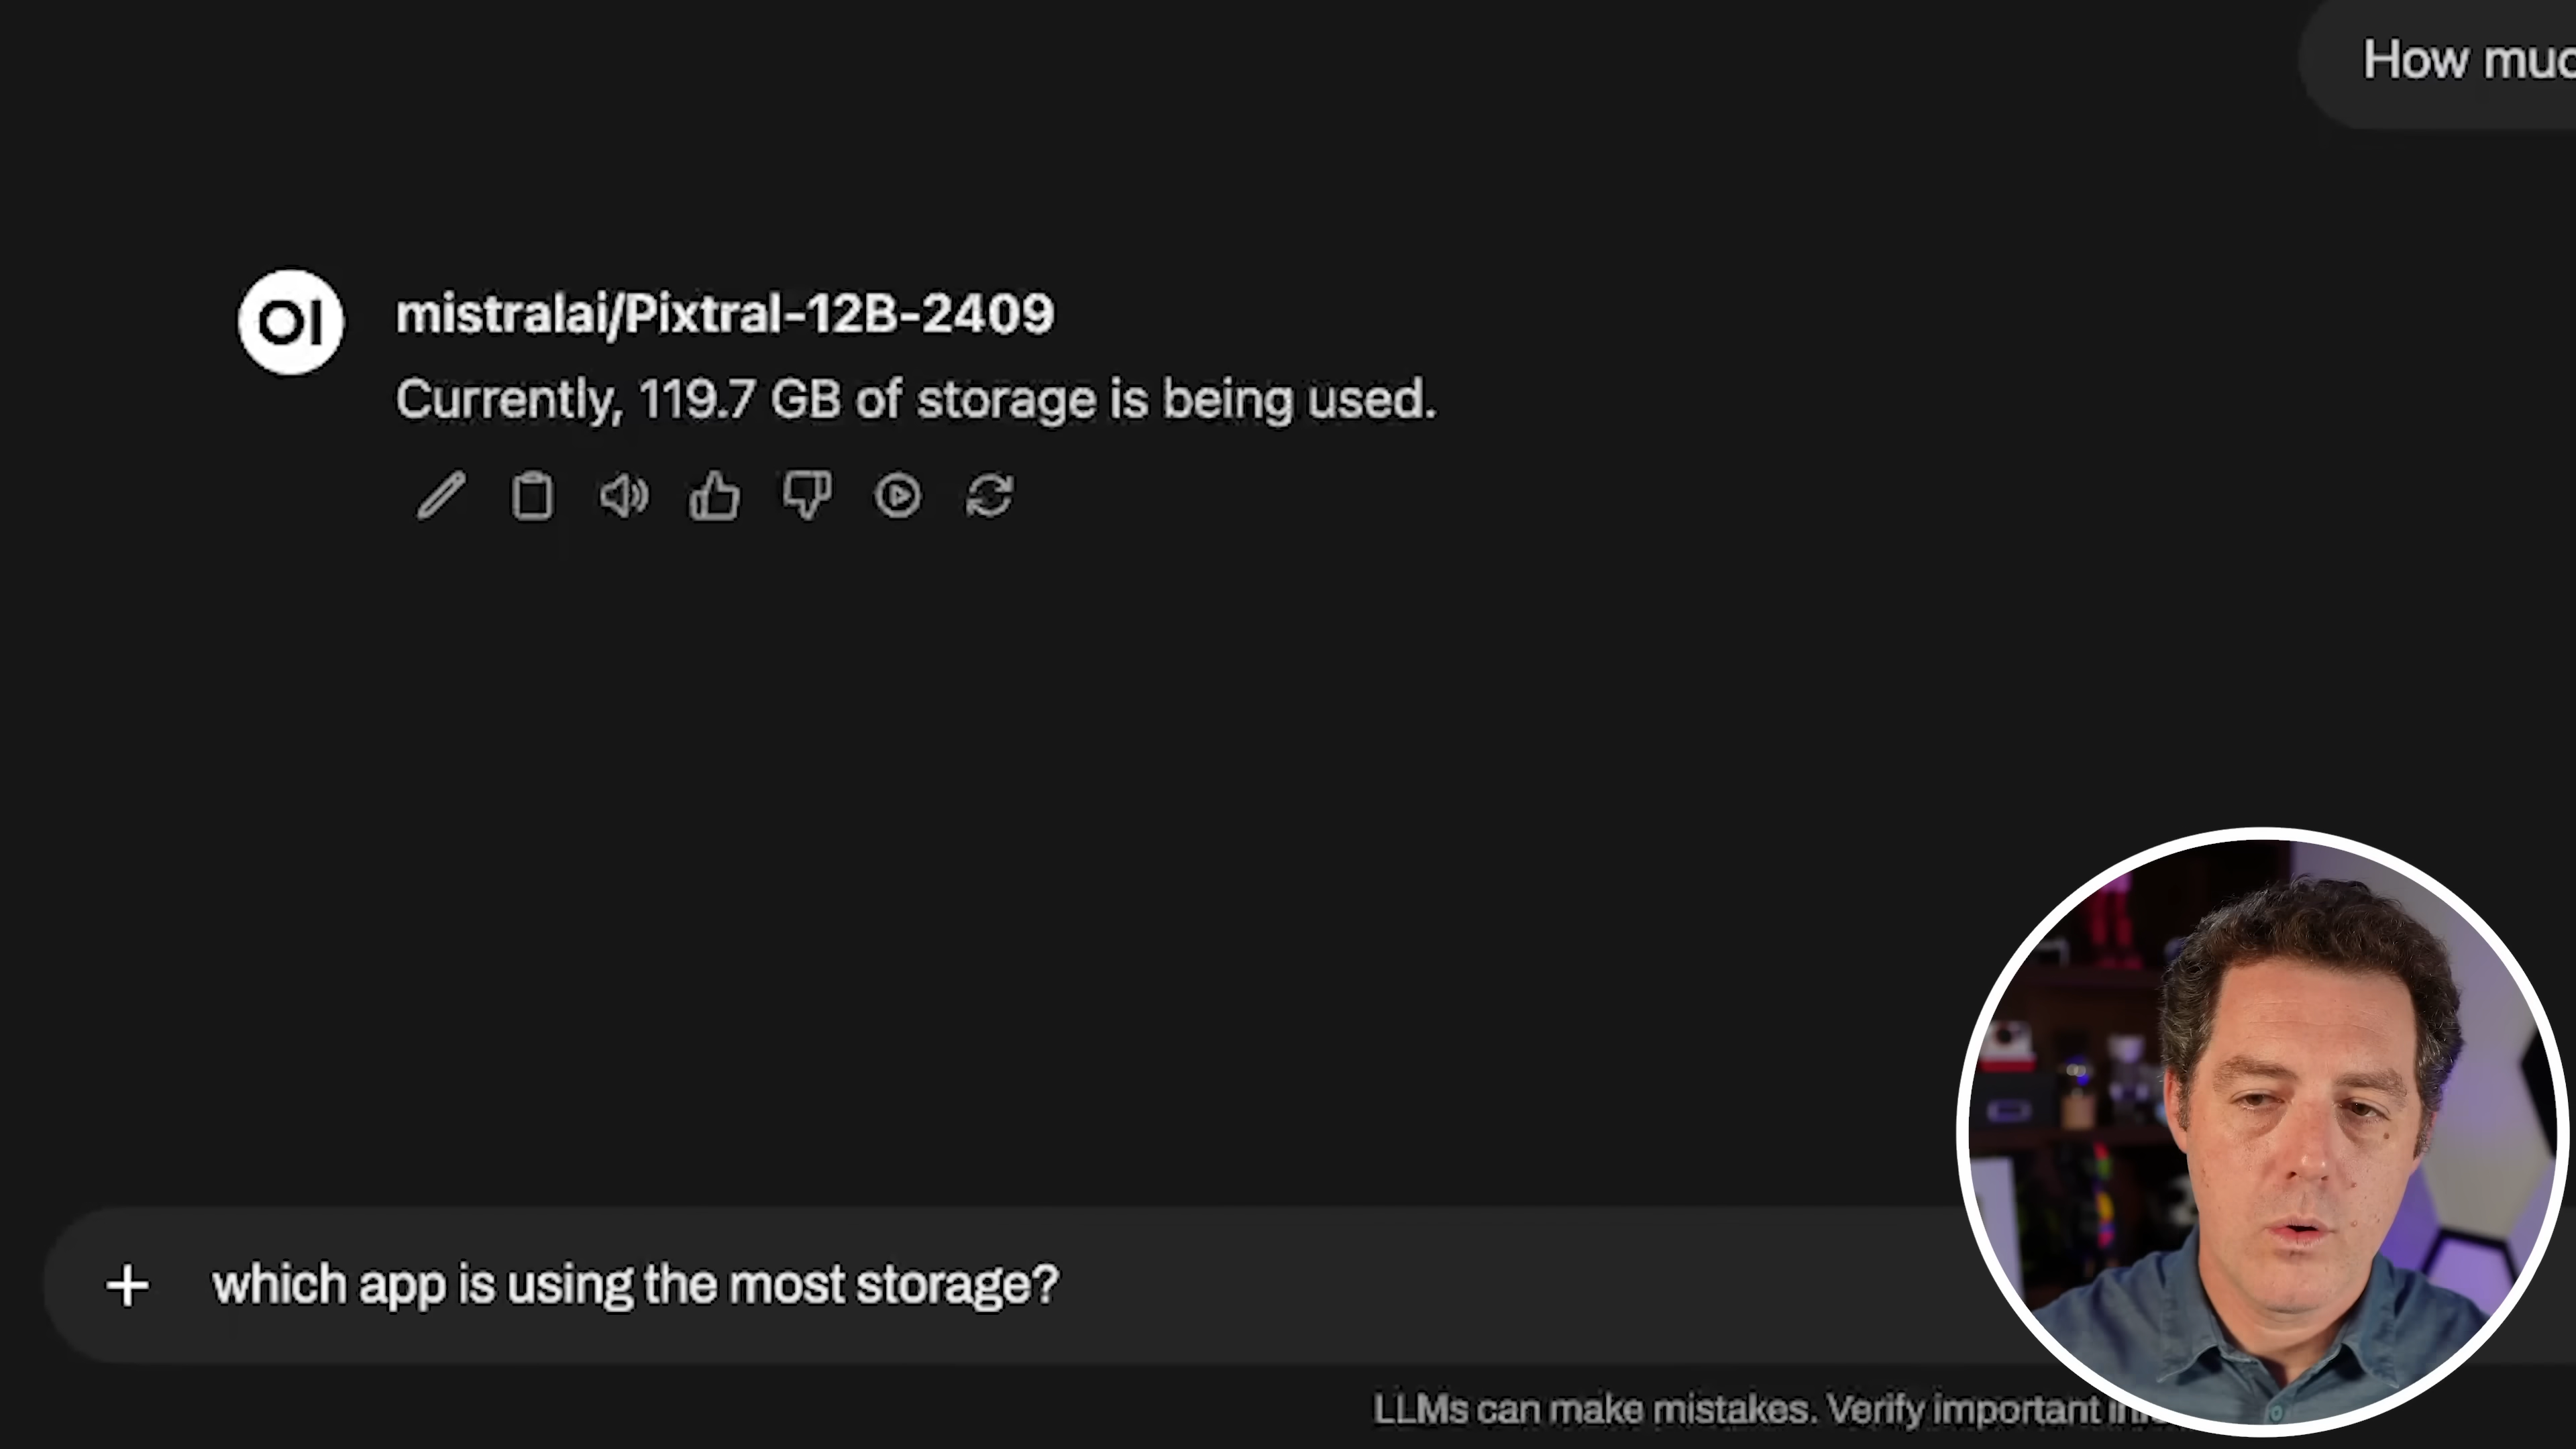 How muc
OI
mistralai/Pixtral-12B-2409
Currently, 119.7 GB of storage is being used.
which app is using the most storage?
LLMs can make mistakes. Verify important